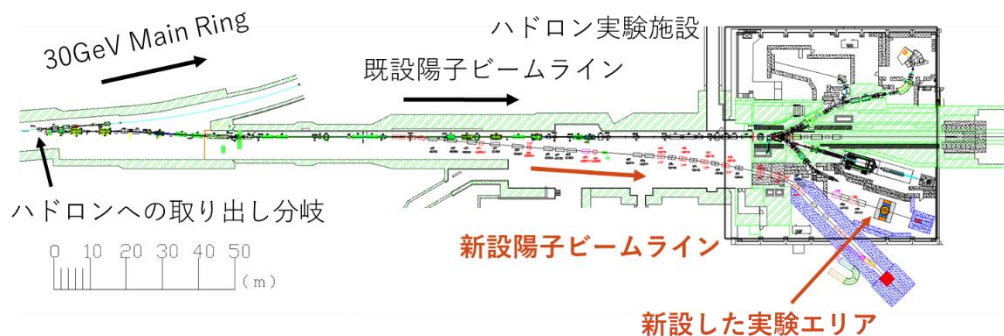 ハドロン実験施設
30GeV Main Ring
既設陽子ビームライン
ハドロンへの取り出し分岐
0 10 20 30 40 50
(m)
新設陽子ビームライン
新設した実験エリア